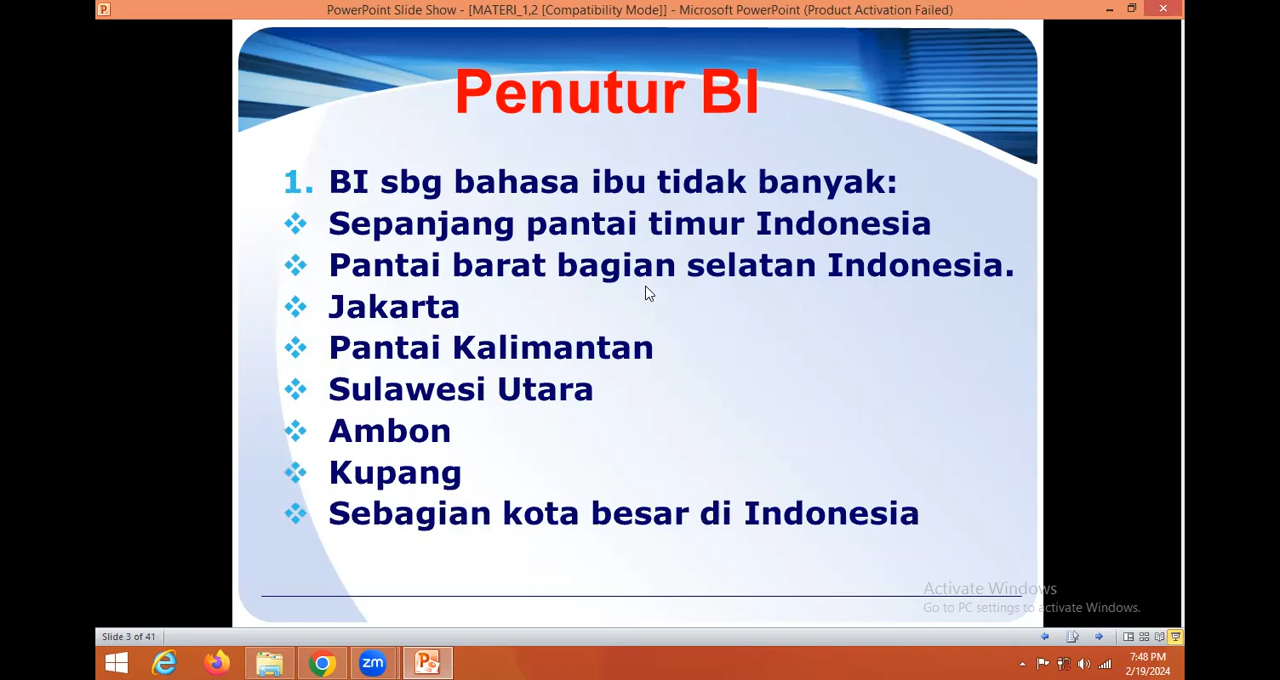 PowerPoint Slide Show - [MATERI_1,2 [Compatibility Mode]] - Microsoft PowerPoint (Product Activation Failed)
Penutur BI
1. BI sbg bahasa ibu tidak banyak:
Sepanjang pantai timur Indonesia
Pantai barat bagian selatan Indonesia.
Jakarta
Pantai Kalimantan
Sulawesi Utara
Ambon
Kupang
Sebagian kota besar di Indonesia
Activate Windows
Go to PC settings to activate Windows.
Slide 3 of 41
zm
7:48 PM
2/19/2024